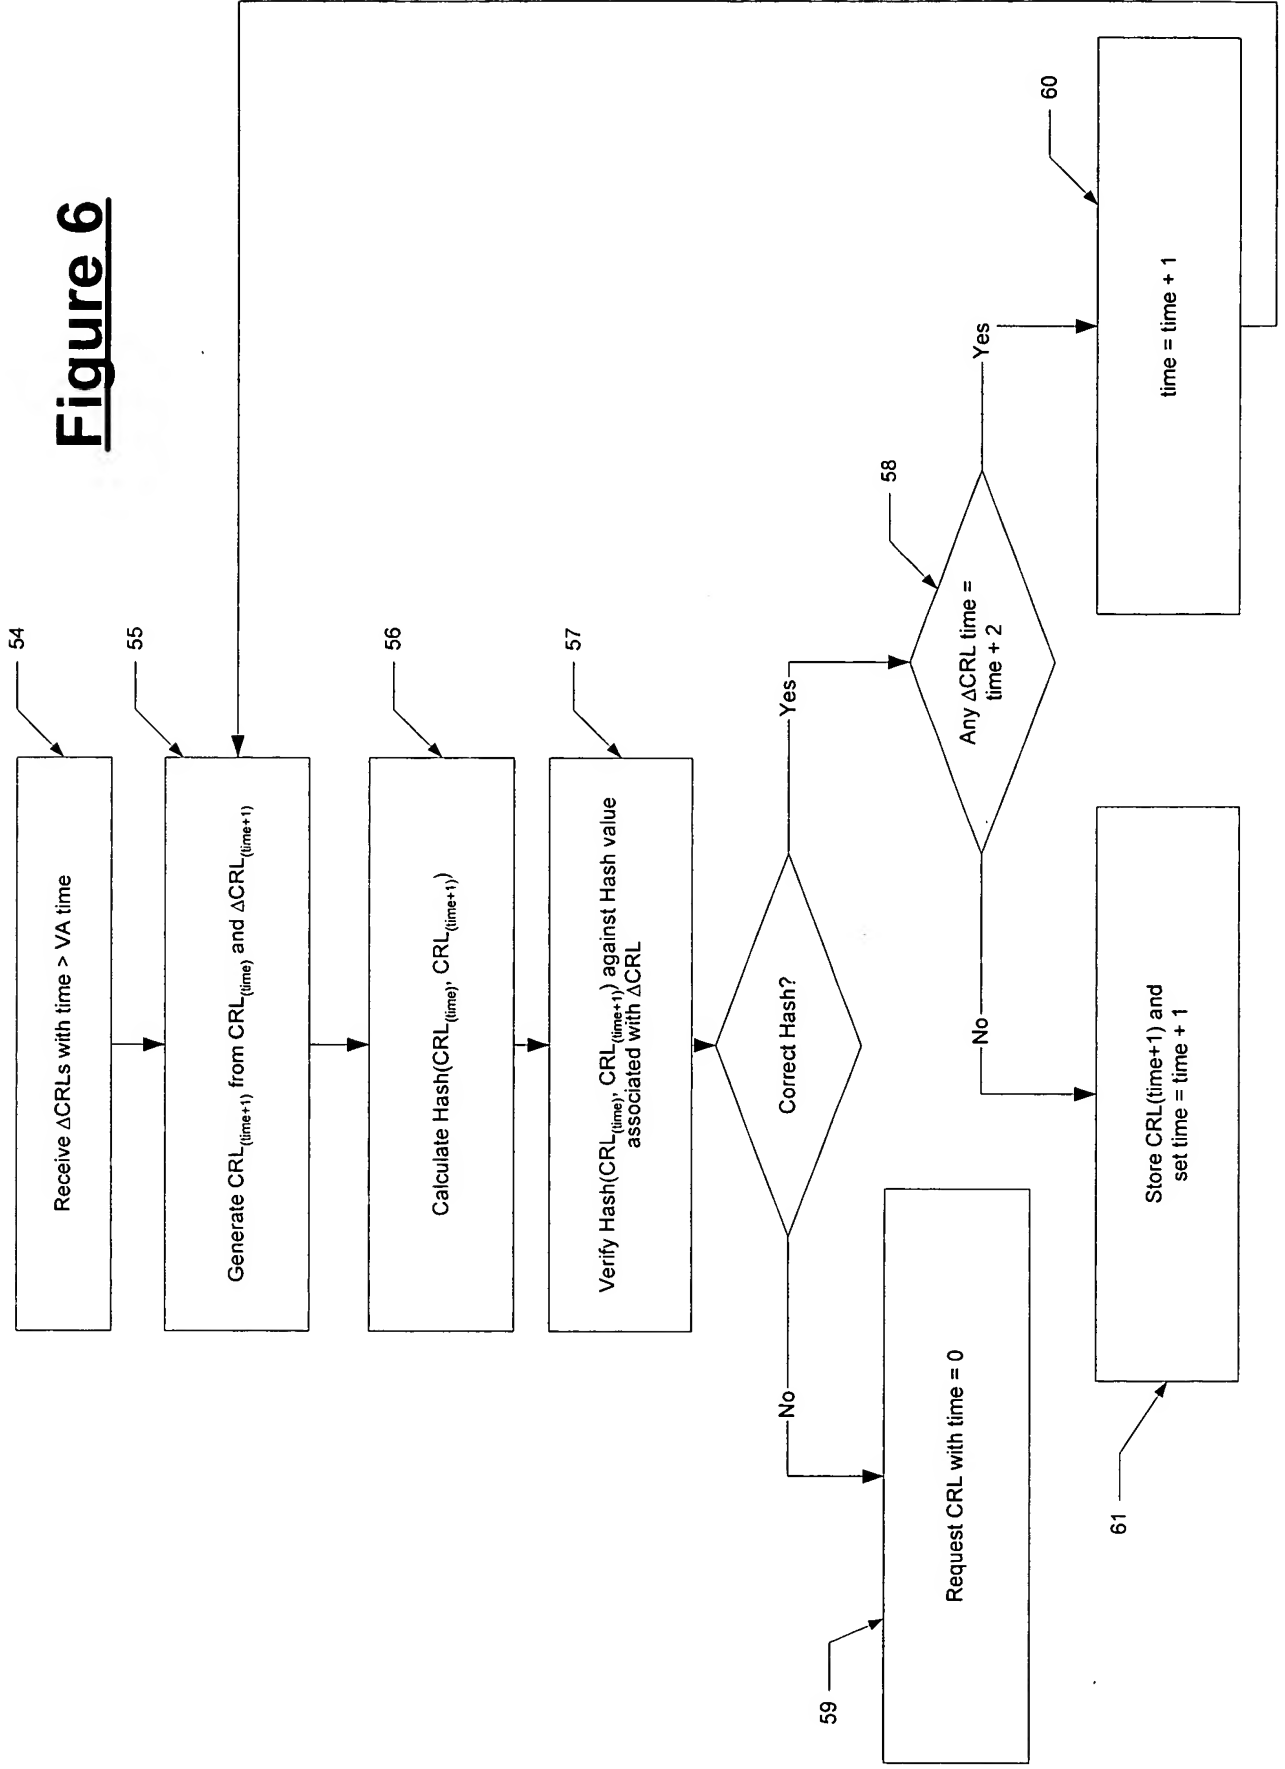 Figure 6
54
Receive ΔCRLs with time > VA time
55
Generate CRL(time+1) from CRL(time) and ΔCRL(time+1)
56
Calculate Hash(CRL(time), CRL(time+1))
57
Verify Hash(CRL(time), CRL(time+1)) against Hash value
associated with ΔCRL
Correct Hash?
No
Yes
58
Any ΔCRL time =
time + 2
No
Yes
59
Request CRL with time = 0
60
time = time + 1
61
Store CRL(time+1) and
set time = time + 1